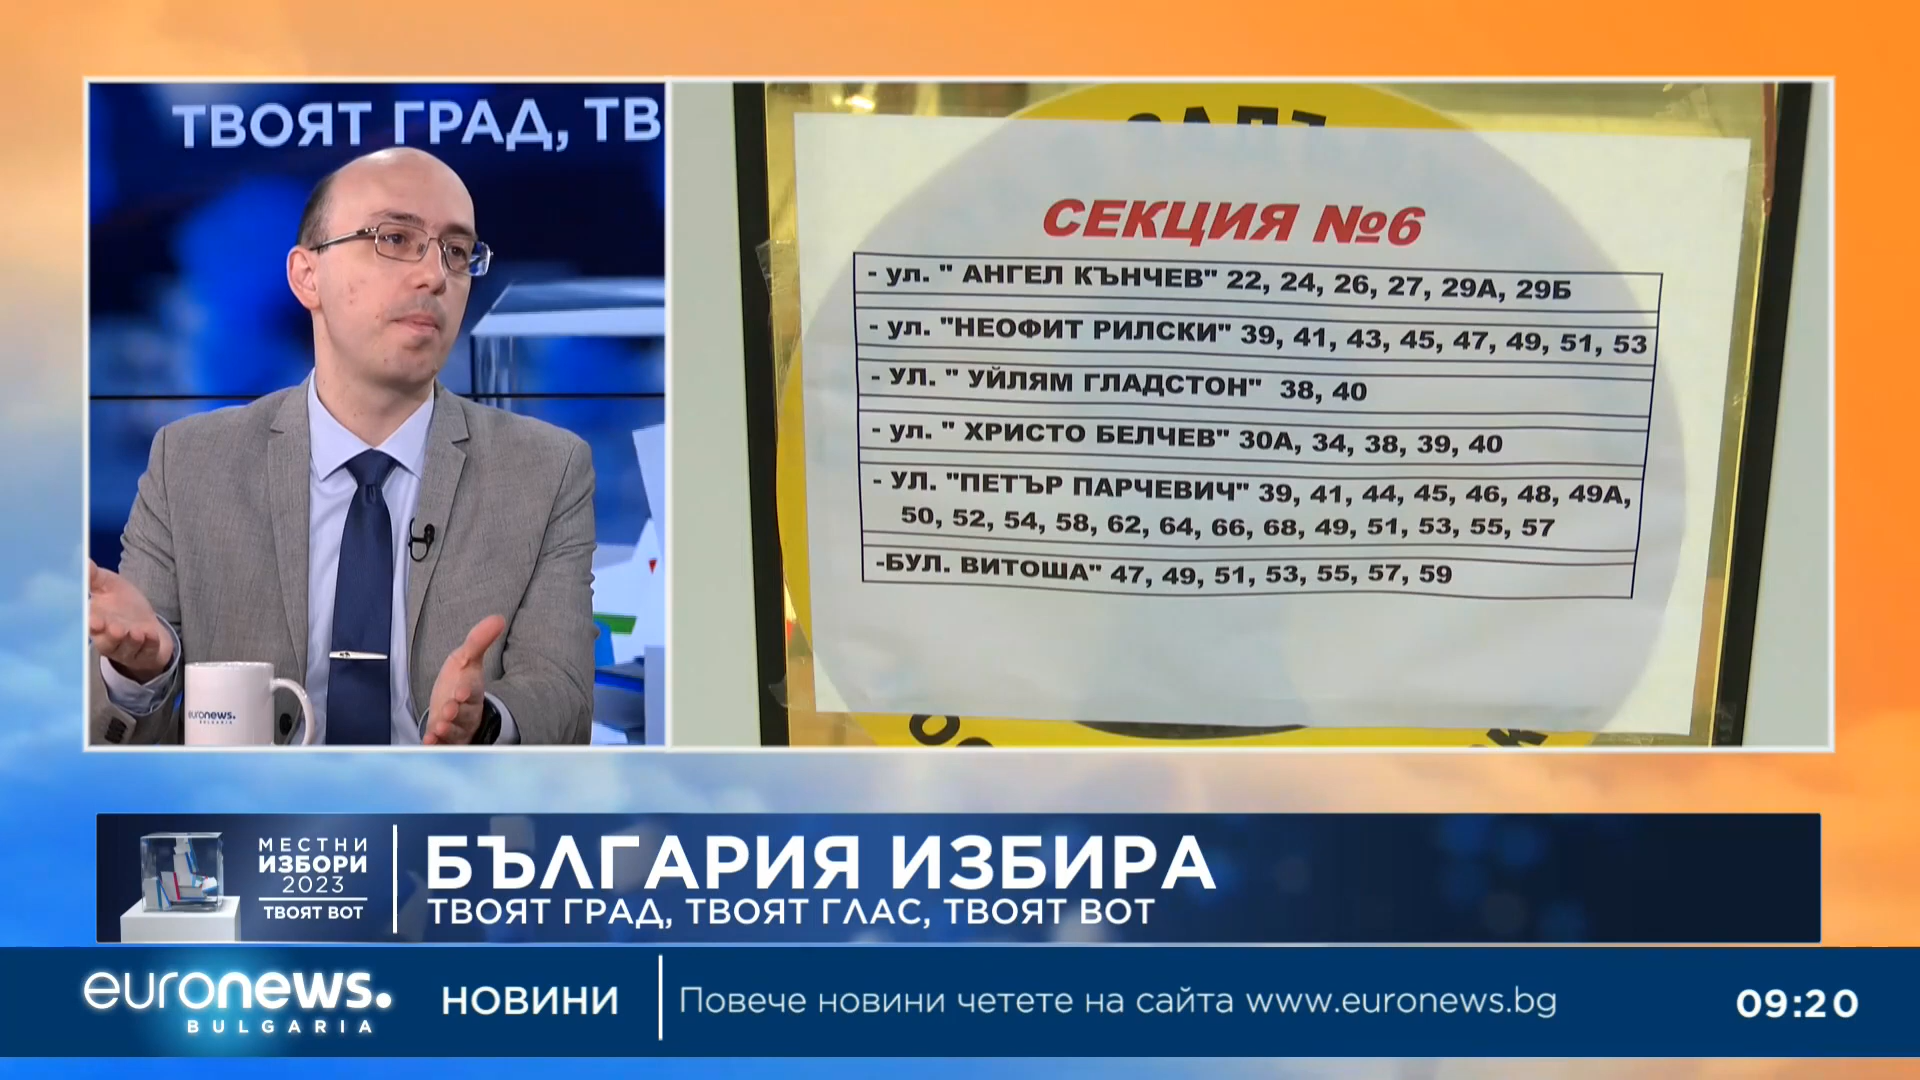 ТВОЯТ ГРАД, ТВ
СЕКЦИЯ №6
- ул. " АНГЕЛ КЪНЧЕВ" 22, 24, 26, 27, 29А, 29Б
- ул. "НЕОФИТ РИЛСКИ" 39, 41, 43, 45, 47, 49, 51, 53
- УЛ. " УЙЛЯМ ГЛАДСТОН" 38, 40
- ул. " ХРИСТО БЕЛЧЕВ" 30А, 34, 38, 39, 40
- УЛ. "ПЕТЪР ПАРЧЕВИЧ" 39, 41, 44, 45, 46, 48, 49А,
50, 52, 54, 58, 62, 64, 66, 68, 49, 51, 53, 55, 57
-БУЛ. ВИТОША" 47, 49, 51, 53, 55, 57, 59
euronews.
BULGARIA
МЕСТНИ
ИЗБОРИ
2023
ТВОЯТ ВОТ
БЪЛГАРИЯ ИЗБИРА
ТВОЯТ ГРАД, ТВОЯТ ГЛАС, ТВОЯТ ВОТ
euronews.
BULGARIA
НОВИНИ
Повече новини четете на сайта www.euronews.bg
09:20